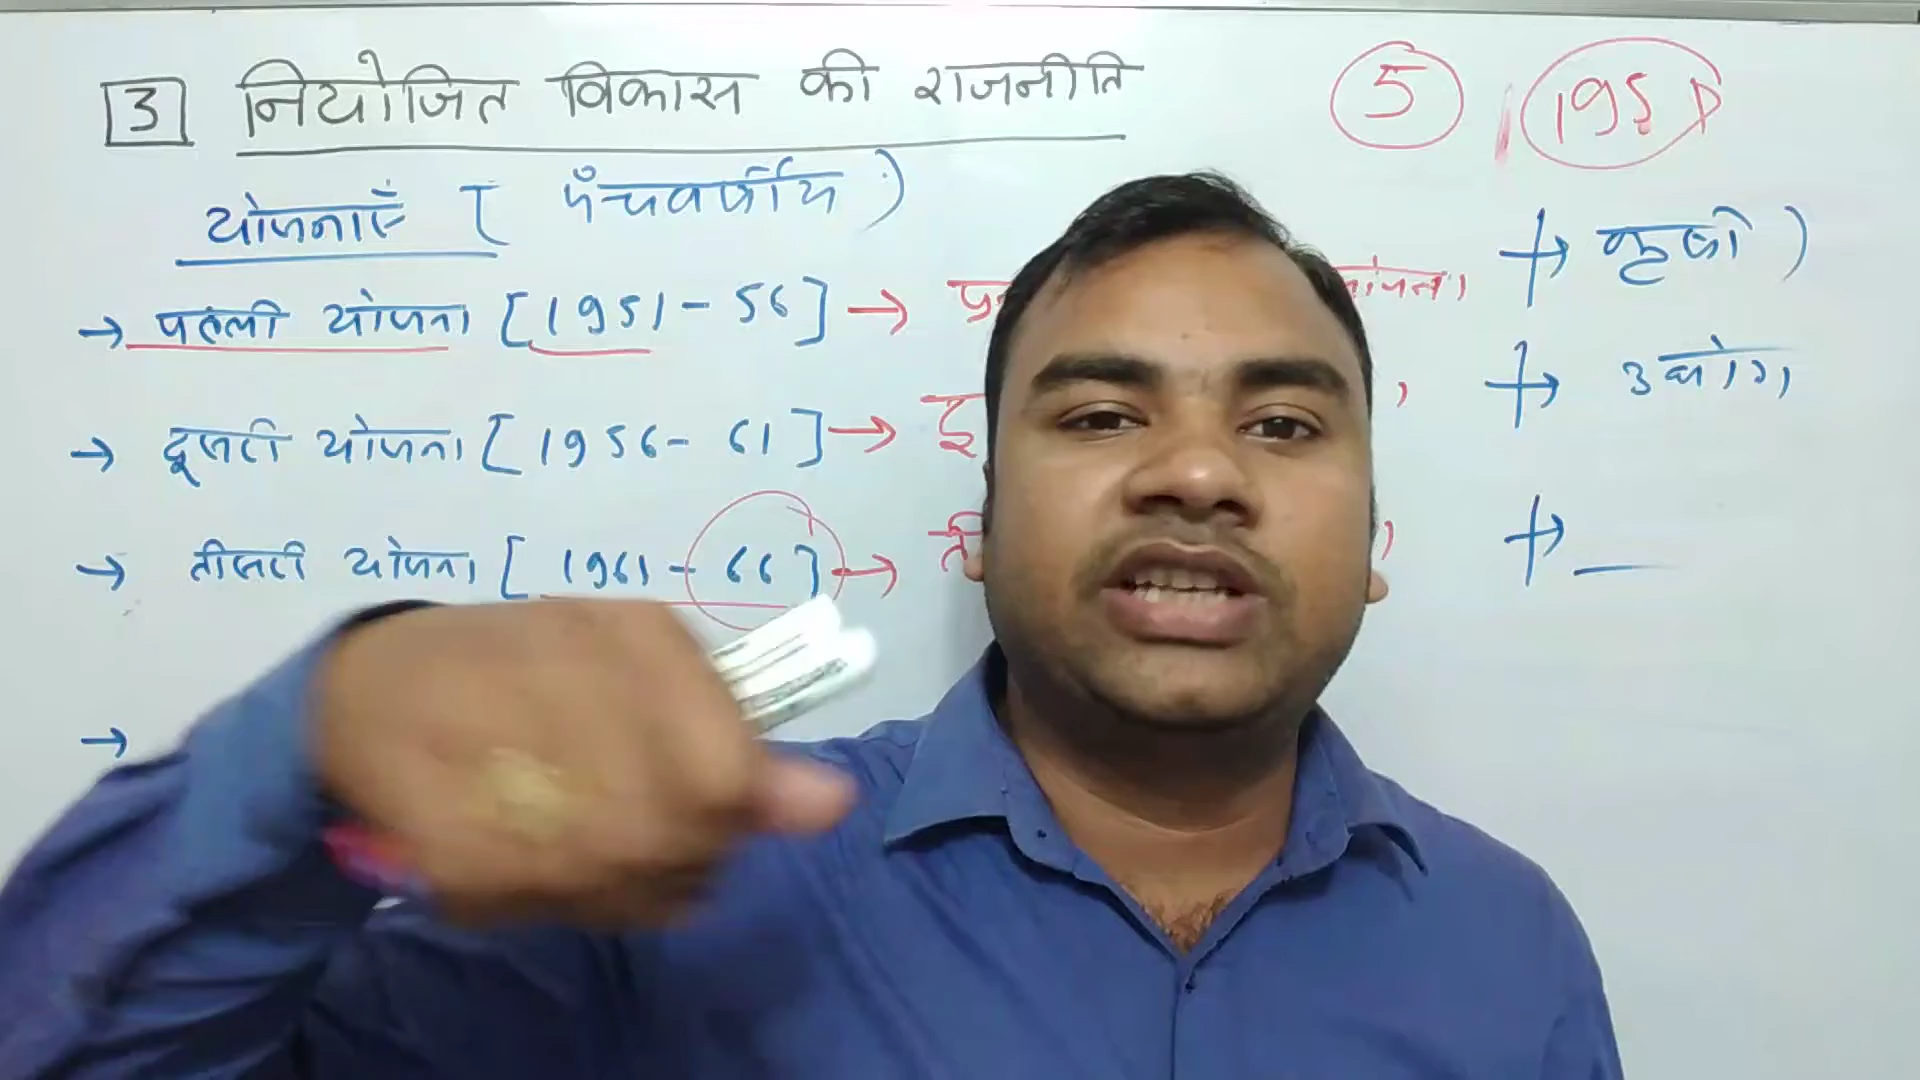 3 नियोजित विकास की राजनीति 5 1951
योजनाएँ ( पँचवर्षीय )
→ पहली योजना [1951-56] → + कृषी )
→ दूसरी योजना [1956-61] → + उद्योग
→ तीसरी योजना [1961-66] → ती + —
→